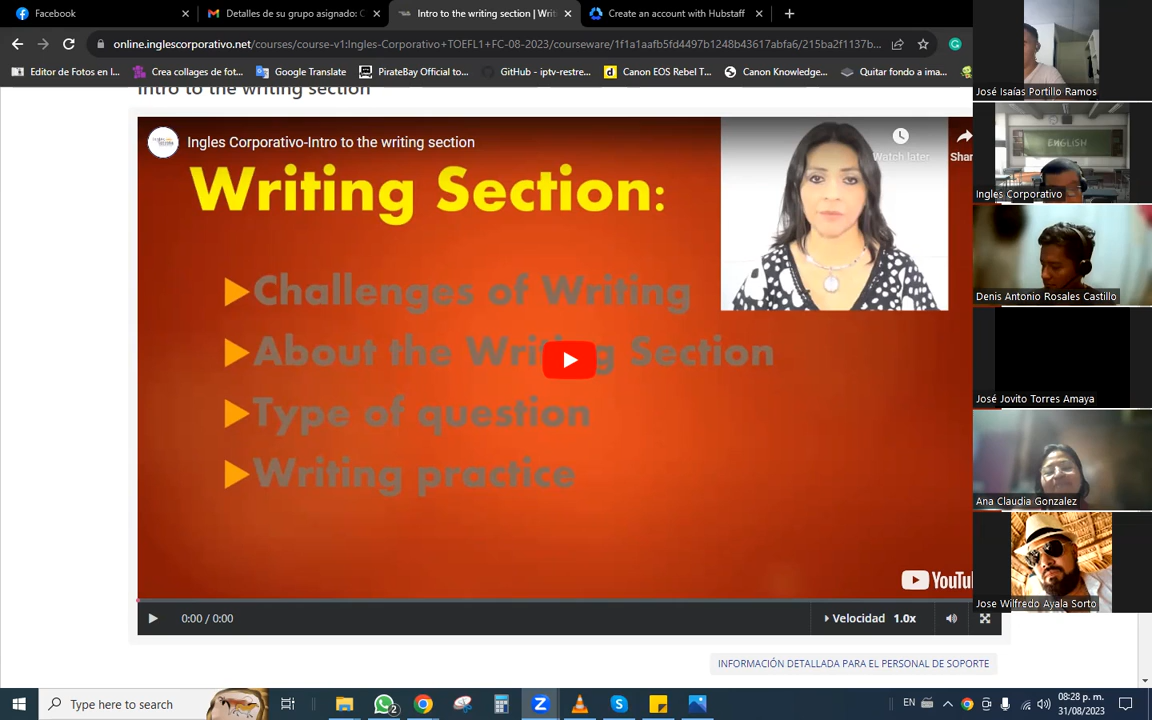 Facebook
Detalles de su grupo asignado: C
Intro to the writing section | Writ
Create an account with Hubstaff
online.inglescorporativo.net/courses/course-v1:Ingles-Corporativo+TOEFL1+FC-08-2023/courseware/1f1a1aafb5fd4497b1248b43617abfa6/215ba2f1137b...
Editor de Fotos en l...
Crea collages de fot...
Google Translate
PirateBay Official to...
GitHub - iptv-restre...
Canon EOS Rebel T...
Canon Knowledge...
Quitar fondo a ima...
Intro to the writing section
Ingles Corporativo-Intro to the writing section
Watch later
Shar
Writing Section:
Challenges of Writing
About the Writing Section
Type of question
Writing practice
YouTu
0:00 / 0:00
Velocidad 1.0x
INFORMACIÓN DETALLADA PARA EL PERSONAL DE SOPORTE
José Isaías Portillo Ramos
ENGLISH
Ingles Corporativo
Denis Antonio Rosales Castillo
José Jovito Torres Amaya
Ana Claudia Gonzalez
Jose Wilfredo Ayala Sorto
Type here to search
2
EN
08:28 p. m.
31/08/2023